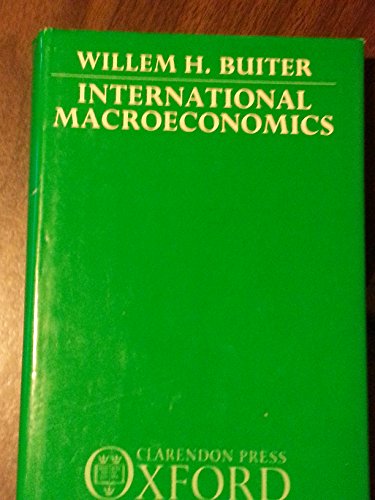 WILLEM H. BUITER
INTERNATIONAL
MACROECONOMICS
CLARENDON PRESS
OXFORD